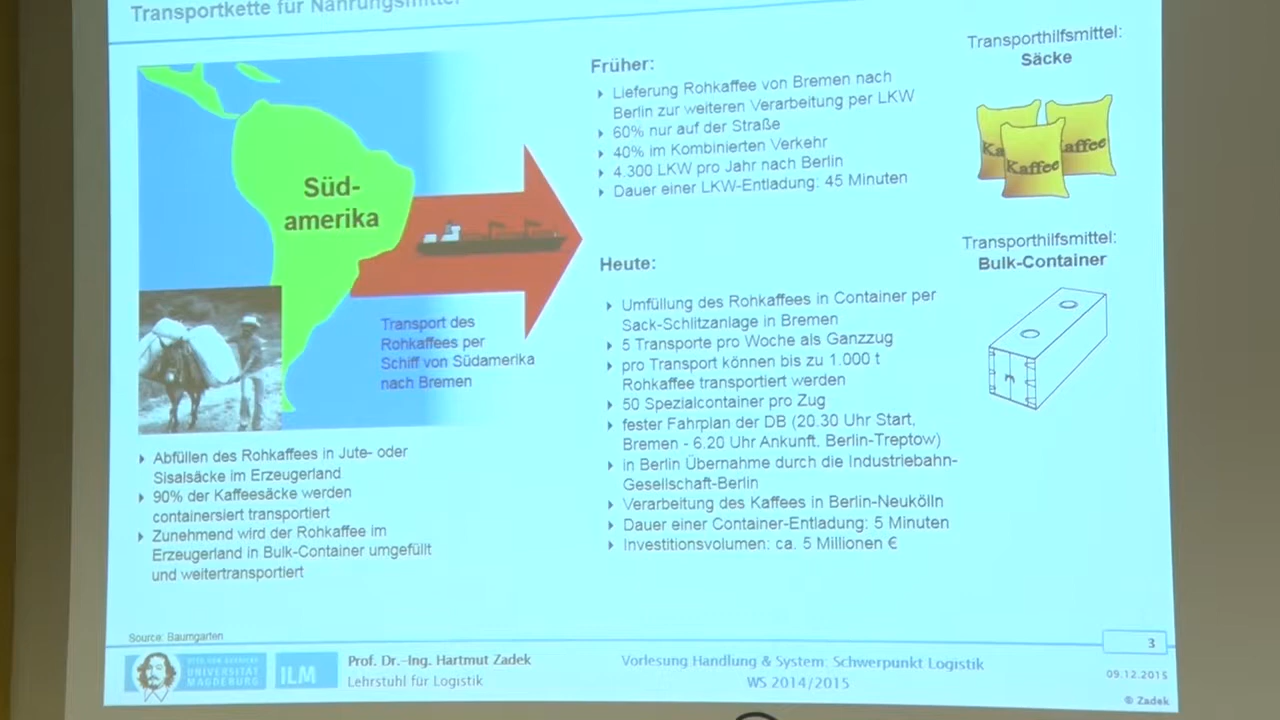 Transportkette für Nahrungsmittel
Süd-
amerika
Transport des
Rohkaffees per
Schiff von Südamerika
nach Bremen
Abfüllen des Rohkaffees in Jute- oder
Sisalsäcke im Erzeugerland
90% der Kaffeesäcke werden
containersiert transportiert
Zunehmend wird der Rohkaffee im
Erzeugerland in Bulk-Container umgefüllt
und weitertransportiert
Früher:
Lieferung Rohkaffee von Bremen nach
Berlin zur weiteren Verarbeitung per LKW
60% nur auf der Straße
40% im Kombinierten Verkehr
4.300 LKW pro Jahr nach Berlin
Dauer einer LKW-Entladung: 45 Minuten
Transporthilfsmittel:
Säcke
Ka
Kaffee
affee
Heute:
Umfüllung des Rohkaffees in Container per
Sack-Schlitzanlage in Bremen
5 Transporte pro Woche als Ganzzug
pro Transport können bis zu 1.000 t
Rohkaffee transportiert werden
50 Spezialcontainer pro Zug
fester Fahrplan der DB (20.30 Uhr Start,
Bremen - 6.20 Uhr Ankunft, Berlin-Treptow)
in Berlin Übernahme durch die Industriebahn-
Gesellschaft-Berlin
Verarbeitung des Kaffees in Berlin-Neukölln
Dauer einer Container-Entladung: 5 Minuten
Investitionsvolumen: ca. 5 Millionen €
Transporthilfsmittel:
Bulk-Container
Source: Baumgarten
3
OTTO VON GUERICKE
UNIVERSITÄT
MAGDEBURG
ILM
Prof. Dr.-Ing. Hartmut Zadek
Lehrstuhl für Logistik
Vorlesung Handlung & System: Schwerpunkt Logistik
WS 2014/2015
09.12.2015
© Zadek